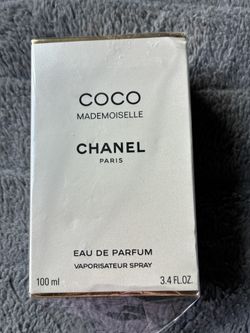 COCO
MADEMOISELLE
CHANEL
PARIS
EAU DE PARFUM
VAPORISATEUR SPRAY
100 ml 3.4 FL.OZ.